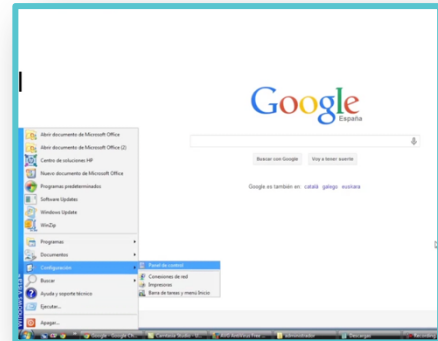 Google
España
Buscar con Google
Voy a tener suerte
Google.es también en: català galego euskara
Abrir documento de Microsoft Office
Abrir documento de Microsoft Office (2)
Centro de soluciones HP
Nuevo documento de Microsoft Office
Programas predeterminados
Software Updates
Windows Update
WinZip
Programas
Documentos
Configuración
Buscar
Ayuda y soporte técnico
Ejecutar...
Apagar...
Panel de control
Conexiones de red
Impresoras
Barra de tareas y menú Inicio